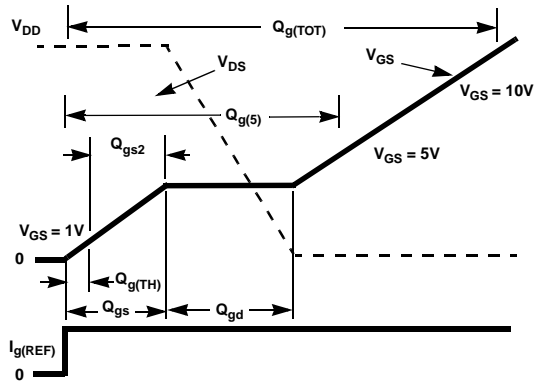 V_DD
Q_g(TOT)
V_DS
V_GS
V_GS = 10V
Q_g(5)
Q_gs2
V_GS = 5V
V_GS = 1V
0
Q_g(TH)
Q_gs
Q_gd
I_g(REF)
0